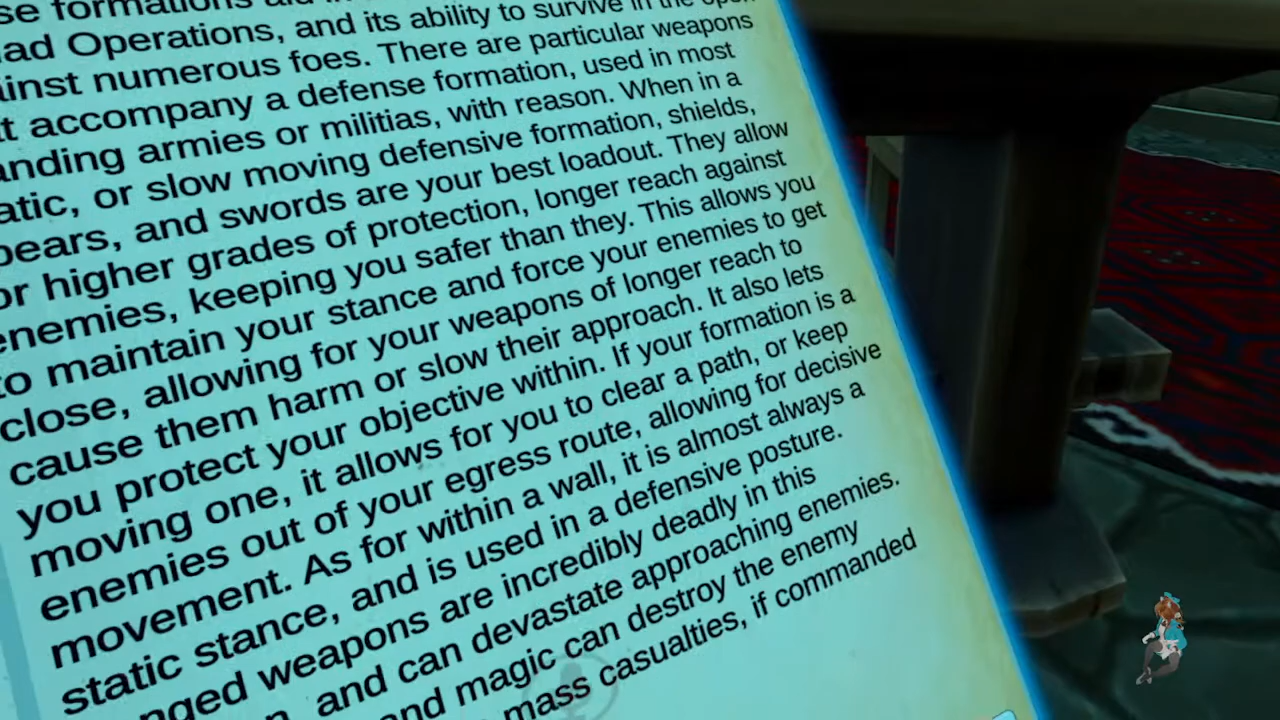 se formations aid in
ad Operations, and its ability to survive in the open
ainst numerous foes. There are particular weapons
t accompany a defense formation, used in most
anding armies or militias, with reason. When in a
atic, or slow moving defensive formation, shields,
pears, and swords are your best loadout. They allow
or higher grades of protection, longer reach against
enemies, keeping you safer than they. This allows you
to maintain your stance and force your enemies to get
close, allowing for your weapons of longer reach to
cause them harm or slow their approach. It also lets
you protect your objective within. If your formation is a
moving one, it allows for you to clear a path, or keep
enemies out of your egress route, allowing for decisive
movement. As for within a wall, it is almost always a
static stance, and is used in a defensive posture.
nged weapons are incredibly deadly in this
n, and can devastate approaching enemies.
and magic can destroy the enemy
mass casualties, if commanded